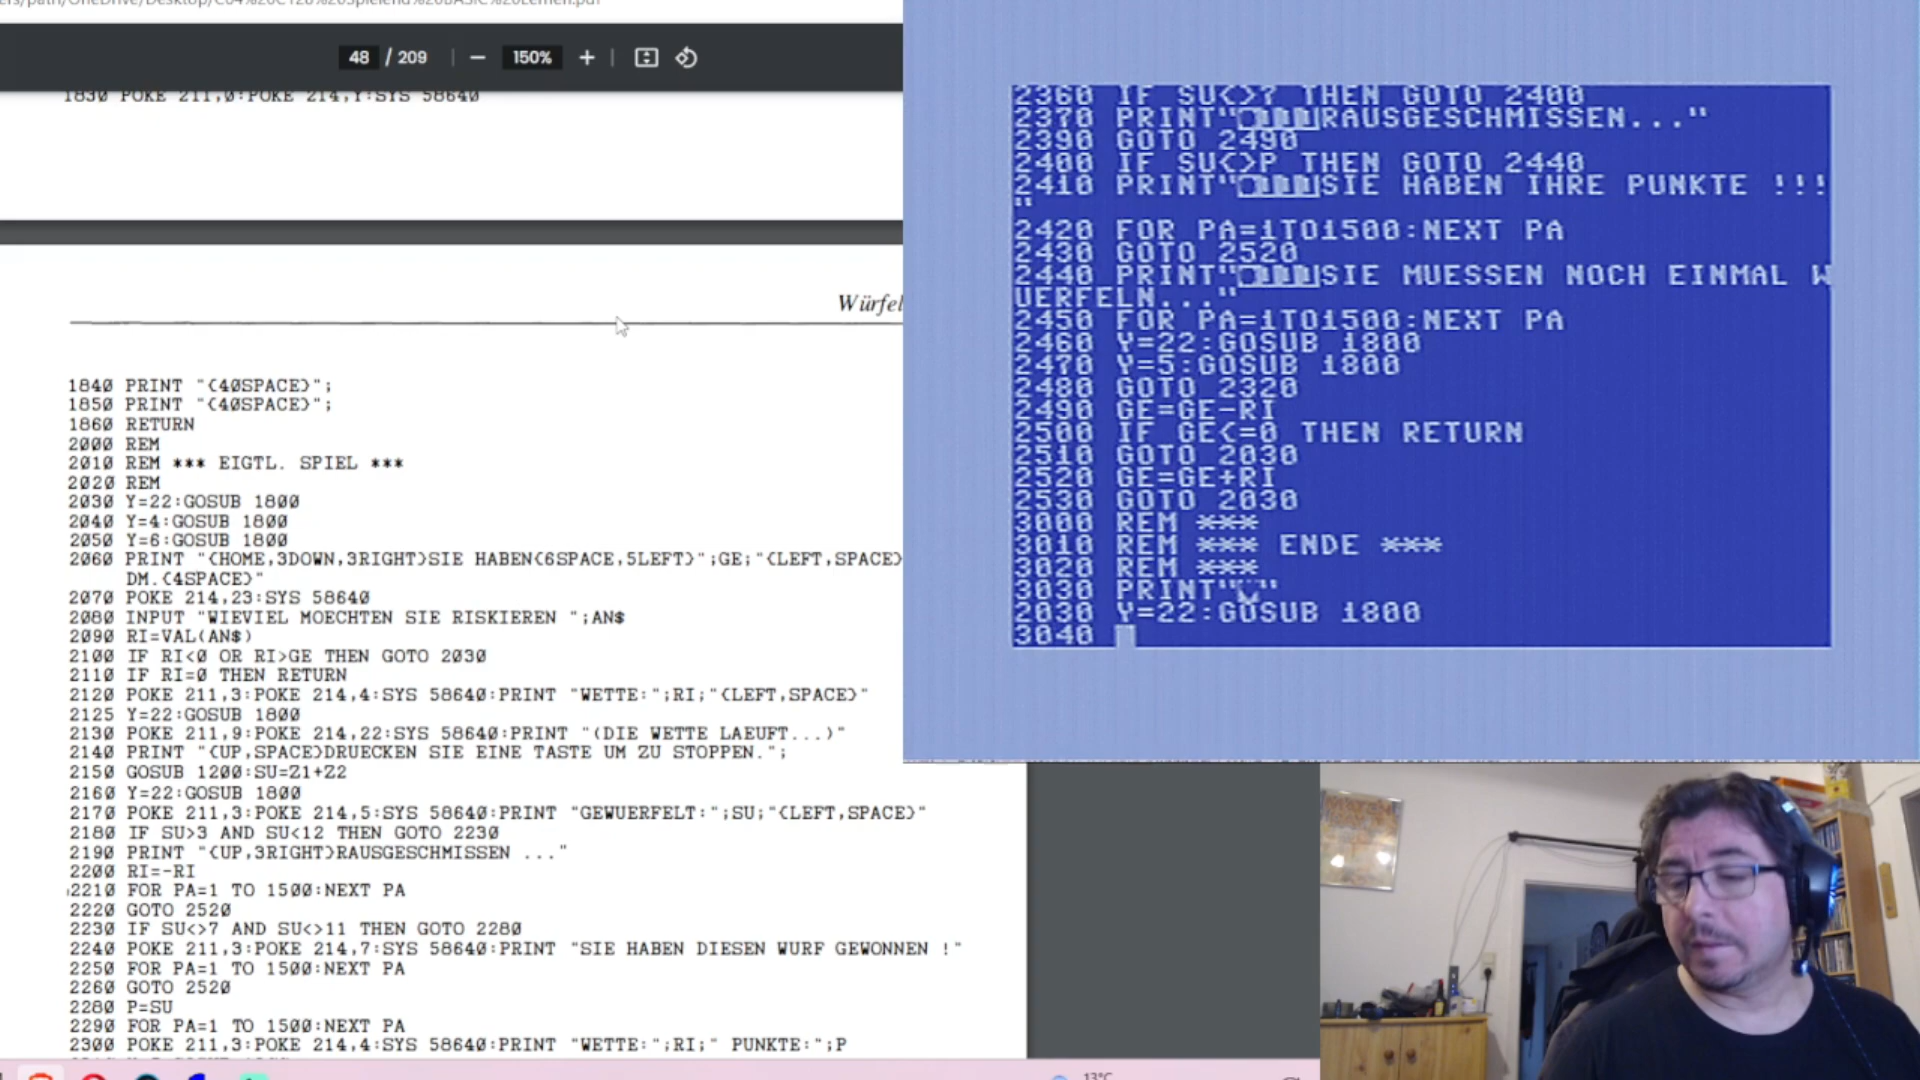 48 / 209
150%
1830 POKE 211,0:POKE 214,Y:SYS 58640
1840 PRINT "{40SPACE}";
1850 PRINT "{40SPACE}";
1860 RETURN
2000 REM
2010 REM *** EIGTL. SPIEL ***
2020 REM
2030 Y=22:GOSUB 1800
2040 Y=4:GOSUB 1800
2050 Y=6:GOSUB 1800
2060 PRINT "{HOME,3DOWN,3RIGHT}SIE HABEN{6SPACE,5LEFT}";GE;"{LEFT,SPACE}
DM.{4SPACE}"
2070 POKE 214,23:SYS 58640
2080 INPUT "WIEVIEL MOECHTEN SIE RISKIEREN ";AN$
2090 RI=VAL(AN$)
2100 IF RI<0 OR RI>GE THEN GOTO 2030
2110 IF RI=0 THEN RETURN
2120 POKE 211,3:POKE 214,4:SYS 58640:PRINT "WETTE:";RI;"{LEFT,SPACE}"
2125 Y=22:GOSUB 1800
2130 POKE 211,9:POKE 214,22:SYS 58640:PRINT "(DIE WETTE LAEUFT...)"
2140 PRINT "{UP,SPACE}DRUECKEN SIE EINE TASTE UM ZU STOPPEN.";
2150 GOSUB 1200:SU=Z1+Z2
2160 Y=22:GOSUB 1800
2170 POKE 211,3:POKE 214,5:SYS 58640:PRINT "GEWUERFELT:";SU;"{LEFT,SPACE}"
2180 IF SU>3 AND SU<12 THEN GOTO 2230
2190 PRINT "{UP,3RIGHT}RAUSGESCHMISSEN ..."
2200 RI=-RI
2210 FOR PA=1 TO 1500:NEXT PA
2220 GOTO 2520
2230 IF SU<>7 AND SU<>11 THEN GOTO 2280
2240 POKE 211,3:POKE 214,7:SYS 58640:PRINT "SIE HABEN DIESEN WURF GEWONNEN !"
2250 FOR PA=1 TO 1500:NEXT PA
2260 GOTO 2520
2280 P=SU
2290 FOR PA=1 TO 1500:NEXT PA
2300 POKE 211,3:POKE 214,4:SYS 58640:PRINT "WETTE:";RI;" PUNKTE:";P
2360 IF SU<>7 THEN GOTO 2400
2370 PRINT"RAUSGESCHMISSEN..."
2390 GOTO 2490
2400 IF SU<>P THEN GOTO 2440
2410 PRINT"SIE HABEN IHRE PUNKTE !!!
"
2420 FOR PA=1TO1500:NEXT PA
2430 GOTO 2520
2440 PRINT"SIE MUESSEN NOCH EINMAL W
UERFELN..."
2450 FOR PA=1TO1500:NEXT PA
2460 Y=22:GOSUB 1800
2470 Y=5:GOSUB 1800
2480 GOTO 2320
2490 GE=GE-RI
2500 IF GE<=0 THEN RETURN
2510 GOTO 2030
2520 GE=GE+RI
2530 GOTO 2030
3000 REM ***
3010 REM *** ENDE ***
3020 REM ***
3030 PRINT""
2030 Y=22:GOSUB 1800
3040
13°C